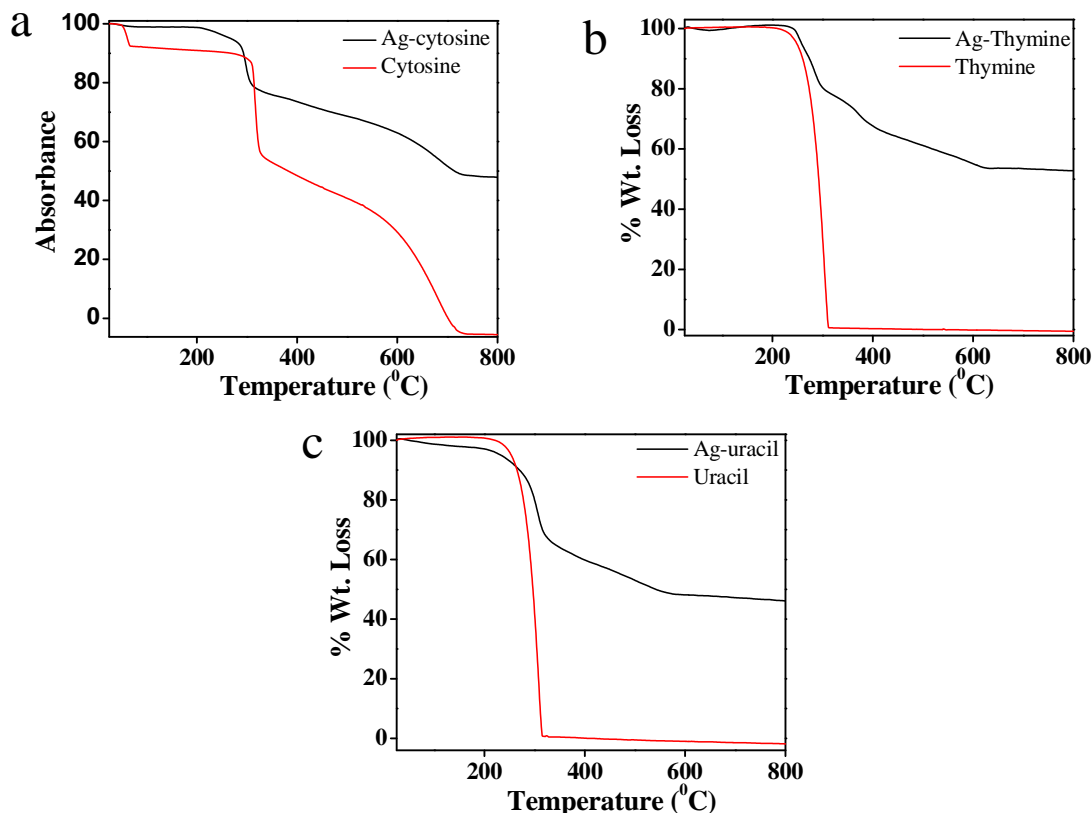 a
Ag-cytosine
Cytosine
100
80
60
40
20
0
Absorbance
200
400
600
800
Temperature (⁰C)
b
Ag-Thymine
Thymine
100
80
60
40
20
0
% Wt. Loss
200
400
600
800
Temperature (⁰C)
c
Ag-uracil
Uracil
100
80
60
40
20
0
% Wt. Loss
200
400
600
800
Temperature (⁰C)